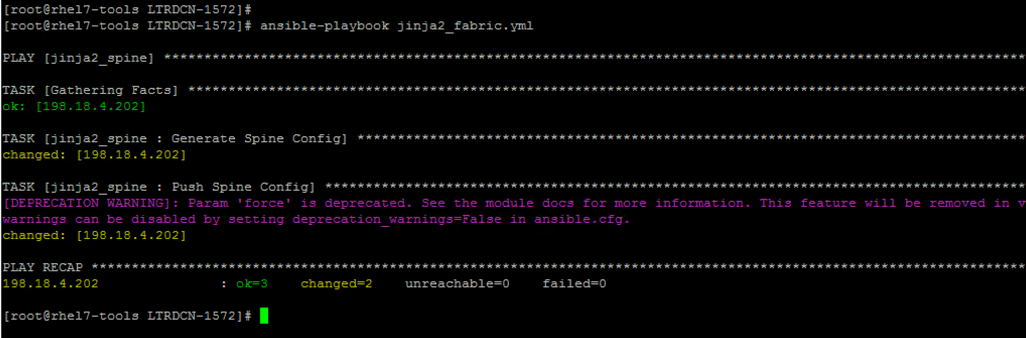 [root@rhel7-tools LTRDCN-1572]#
[root@rhel7-tools LTRDCN-1572]# ansible-playbook jinja2_fabric.yml
PLAY [jinja2_spine] ****************************************************************************************************************
TASK [Gathering Facts] *************************************************************************************************************
ok: [198.18.4.202]
TASK [jinja2_spine : Generate Spine Config] ****************************************************************************************
changed: [198.18.4.202]
TASK [jinja2_spine : Push Spine Config] ********************************************************************************************
[DEPRECATION WARNING]: Param 'force' is deprecated. See the module docs for more information. This feature will be removed in v
warnings can be disabled by setting deprecation_warnings=False in ansible.cfg.
changed: [198.18.4.202]
PLAY RECAP *************************************************************************************************************************
198.18.4.202               : ok=3    changed=2    unreachable=0    failed=0
[root@rhel7-tools LTRDCN-1572]#